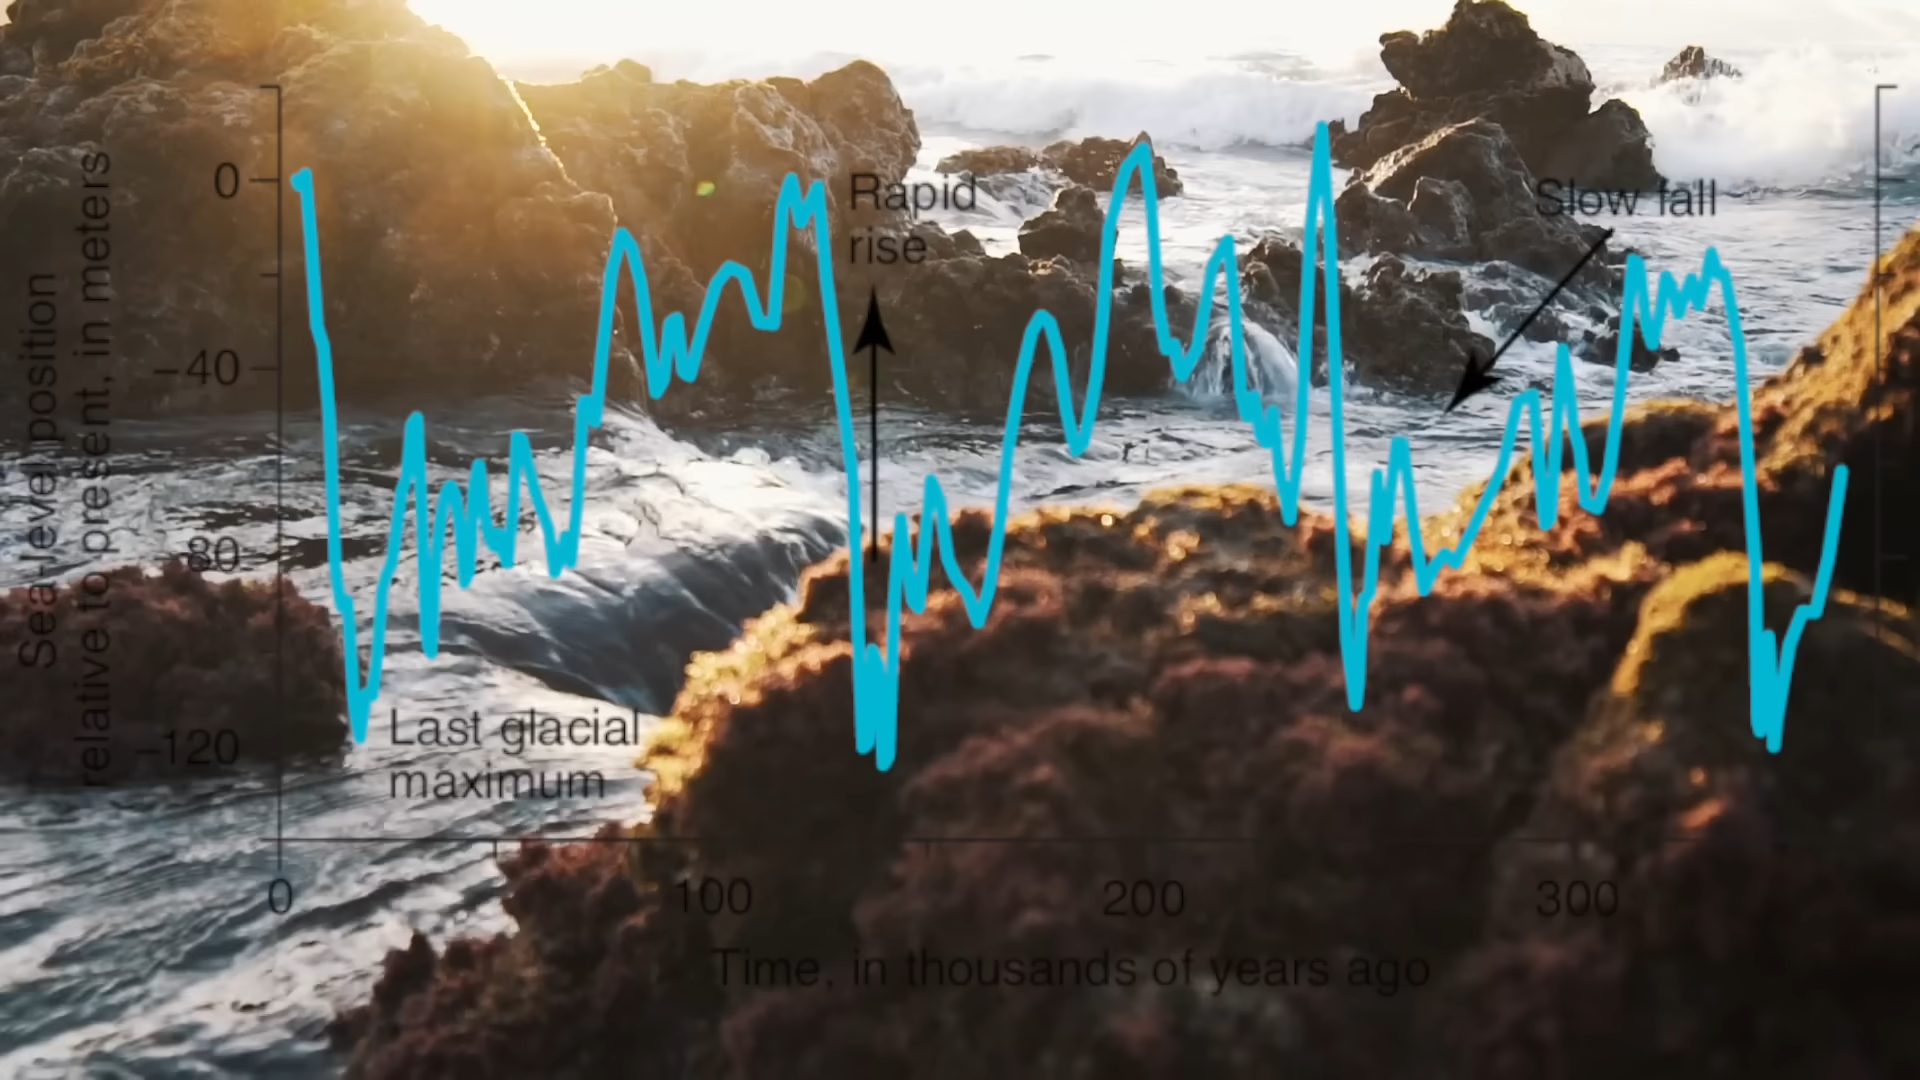 Sea-level position
relative to present, in meters
0
−40
−80
−120
Rapid
rise
Slow fall
Last glacial
maximum
0
100
200
300
Time, in thousands of years ago